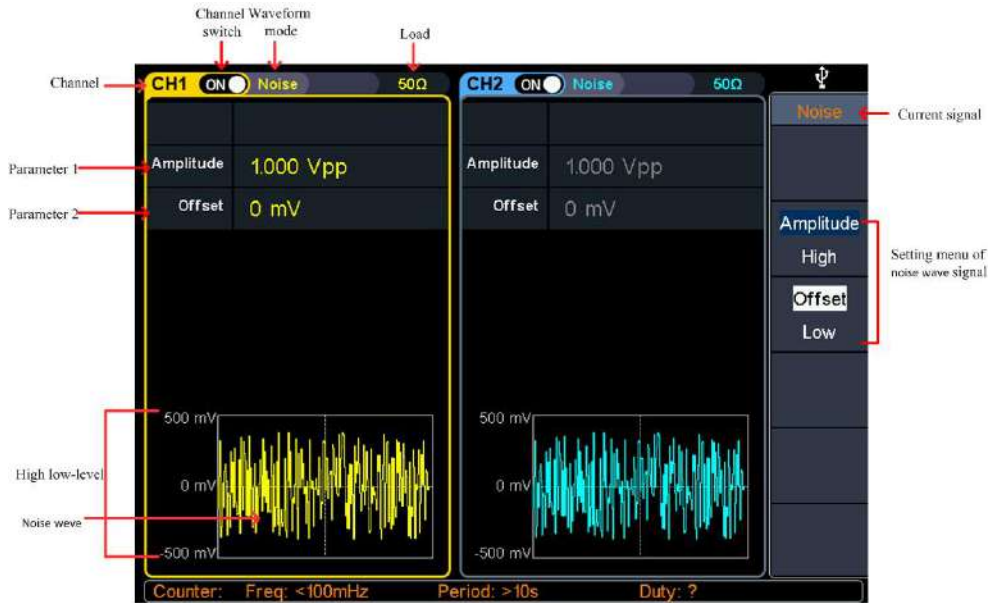 Channel switch
Waveform mode
Load
Channel
CH1 ON Noise 50Ω
CH2 ON Noise 50Ω
Noise
Current signal
Parameter 1
Amplitude 1.000 Vpp
Amplitude 1.000 Vpp
Parameter 2
Offset 0 mV
Offset 0 mV
Amplitude
High
Offset
Low
Setting menu of
noise wave signal
500 mV
0 mV
-500 mV
500 mV
0 mV
-500 mV
High low-level
Noise weve
Counter: Freq: <100mHz Period: >10s Duty: ?